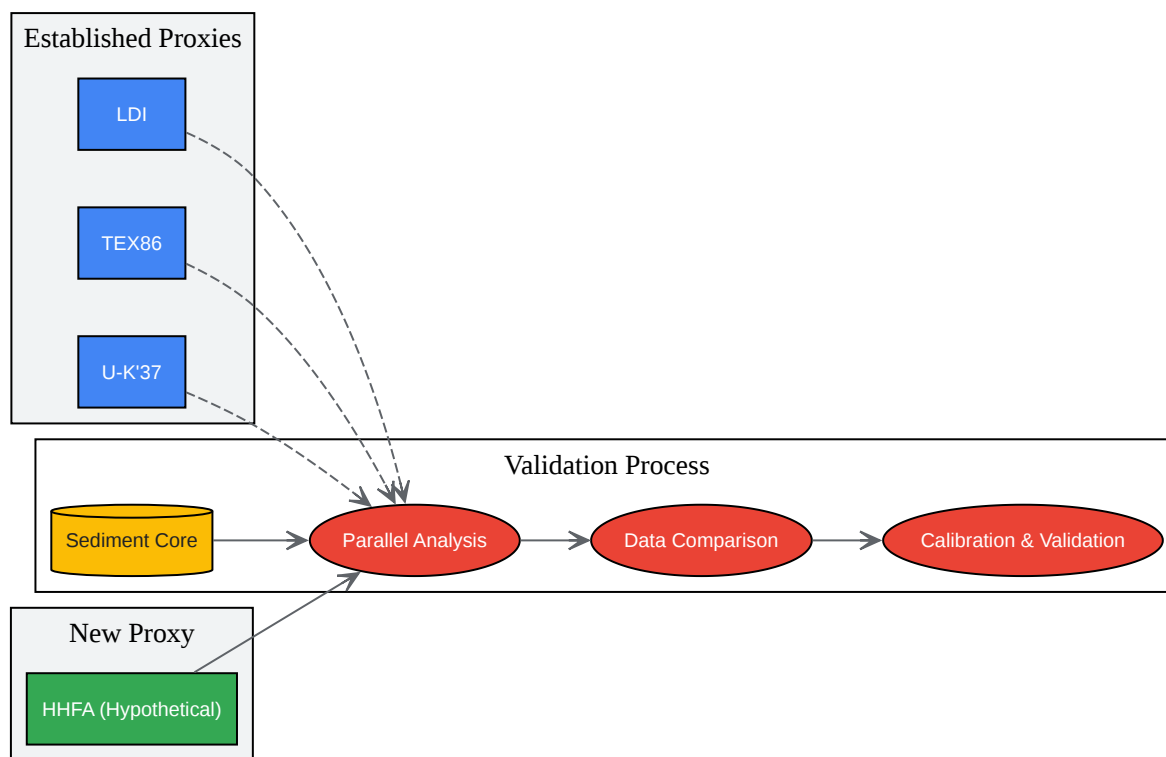 Established Proxies
LDI
TEX86
U-K'37
Validation Process
Sediment Core
Parallel Analysis
Data Comparison
Calibration & Validation
New Proxy
HHFA (Hypothetical)